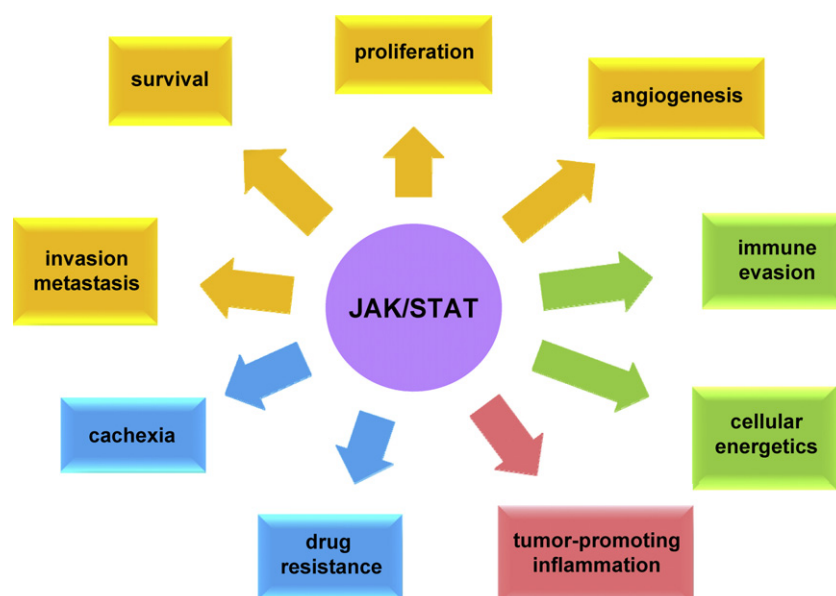 proliferation
survival
angiogenesis
immune
evasion
invasion
metastasis
JAK/STAT
cachexia
cellular
energetics
drug
resistance
tumor-promoting
inflammation